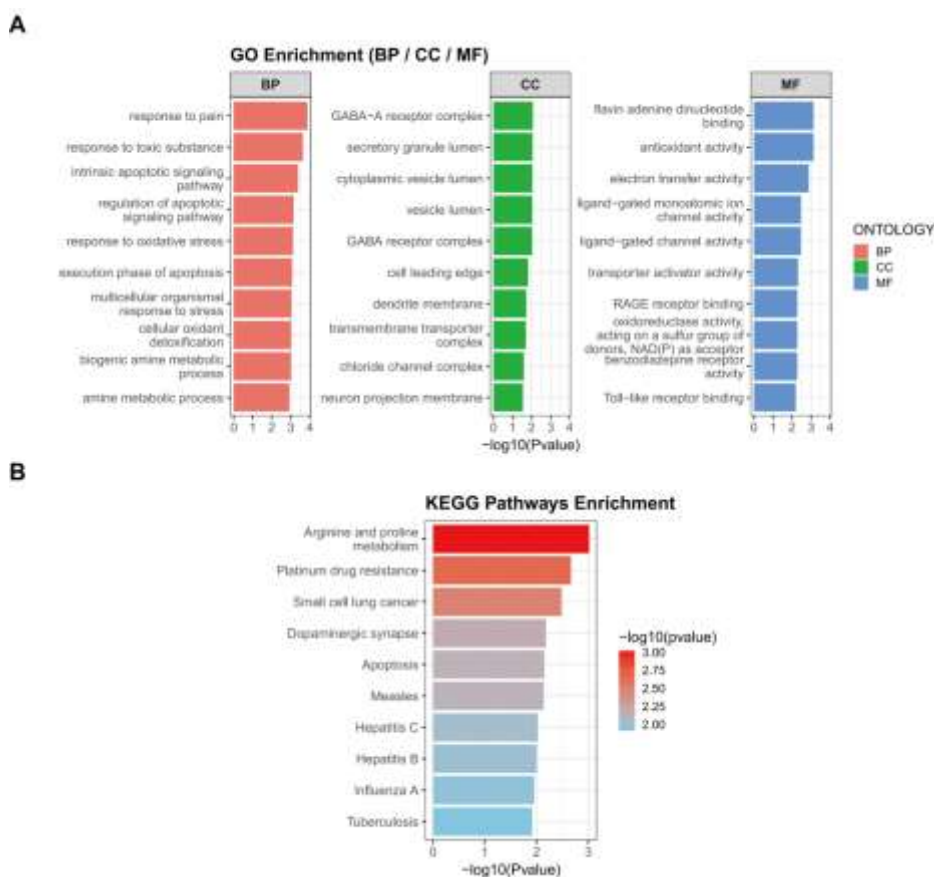 A
GO Enrichment (BP / CC / MF)
BP
response to pain
response to toxic substance
intrinsic apoptotic signaling
pathway
regulation of apoptotic
signaling pathway
response to oxidative stress
execution phase of apoptosis
multicellular organismal
response to stress
cellular oxidant
detoxification
biogenic amine metabolic
process
amine metabolic process
0 1 2 3 4
CC
GABA−A receptor complex
secretory granule lumen
cytoplasmic vesicle lumen
vesicle lumen
GABA receptor complex
cell leading edge
dendrite membrane
transmembrane transporter
complex
chloride channel complex
neuron projection membrane
0 1 2 3 4
−log10(Pvalue)
MF
flavin adenine dinucleotide
binding
antioxidant activity
electron transfer activity
ligand−gated monoatomic ion
channel activity
ligand−gated channel activity
transporter activator activity
RAGE receptor binding
oxidoreductase activity,
acting on a sulfur group of
donors, NAD(P) as acceptor
benzodiazepine receptor
activity
Toll−like receptor binding
0 1 2 3 4
ONTOLOGY
BP
CC
MF
B
KEGG Pathways Enrichment
Arginine and proline
metabolism
Platinum drug resistance
Small cell lung cancer
Dopaminergic synapse
Apoptosis
Measles
Hepatitis C
Hepatitis B
Influenza A
Tuberculosis
0 1 2 3
−log10(Pvalue)
−log10(pvalue)
3.00
2.75
2.50
2.25
2.00